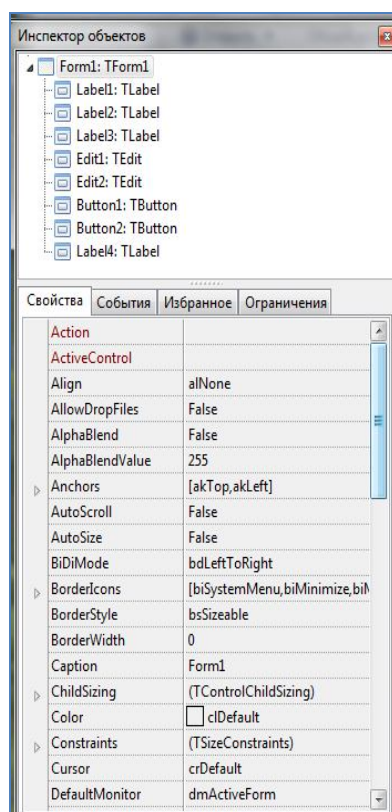 Инспектор объектов
Form1: TForm1
Label1: TLabel
Label2: TLabel
Label3: TLabel
Edit1: TEdit
Edit2: TEdit
Button1: TButton
Button2: TButton
Label4: TLabel
Свойства События Избранное Ограничения
Action
ActiveControl
Align alNone
AllowDropFiles False
AlphaBlend False
AlphaBlendValue 255
Anchors [akTop,akLeft]
AutoScroll False
AutoSize False
BiDiMode bdLeftToRight
BorderIcons [biSystemMenu,biMinimize,biM
BorderStyle bsSizeable
BorderWidth 0
Caption Form1
ChildSizing (TControlChildSizing)
Color clDefault
Constraints (TSizeConstraints)
Cursor crDefault
DefaultMonitor dmActiveForm